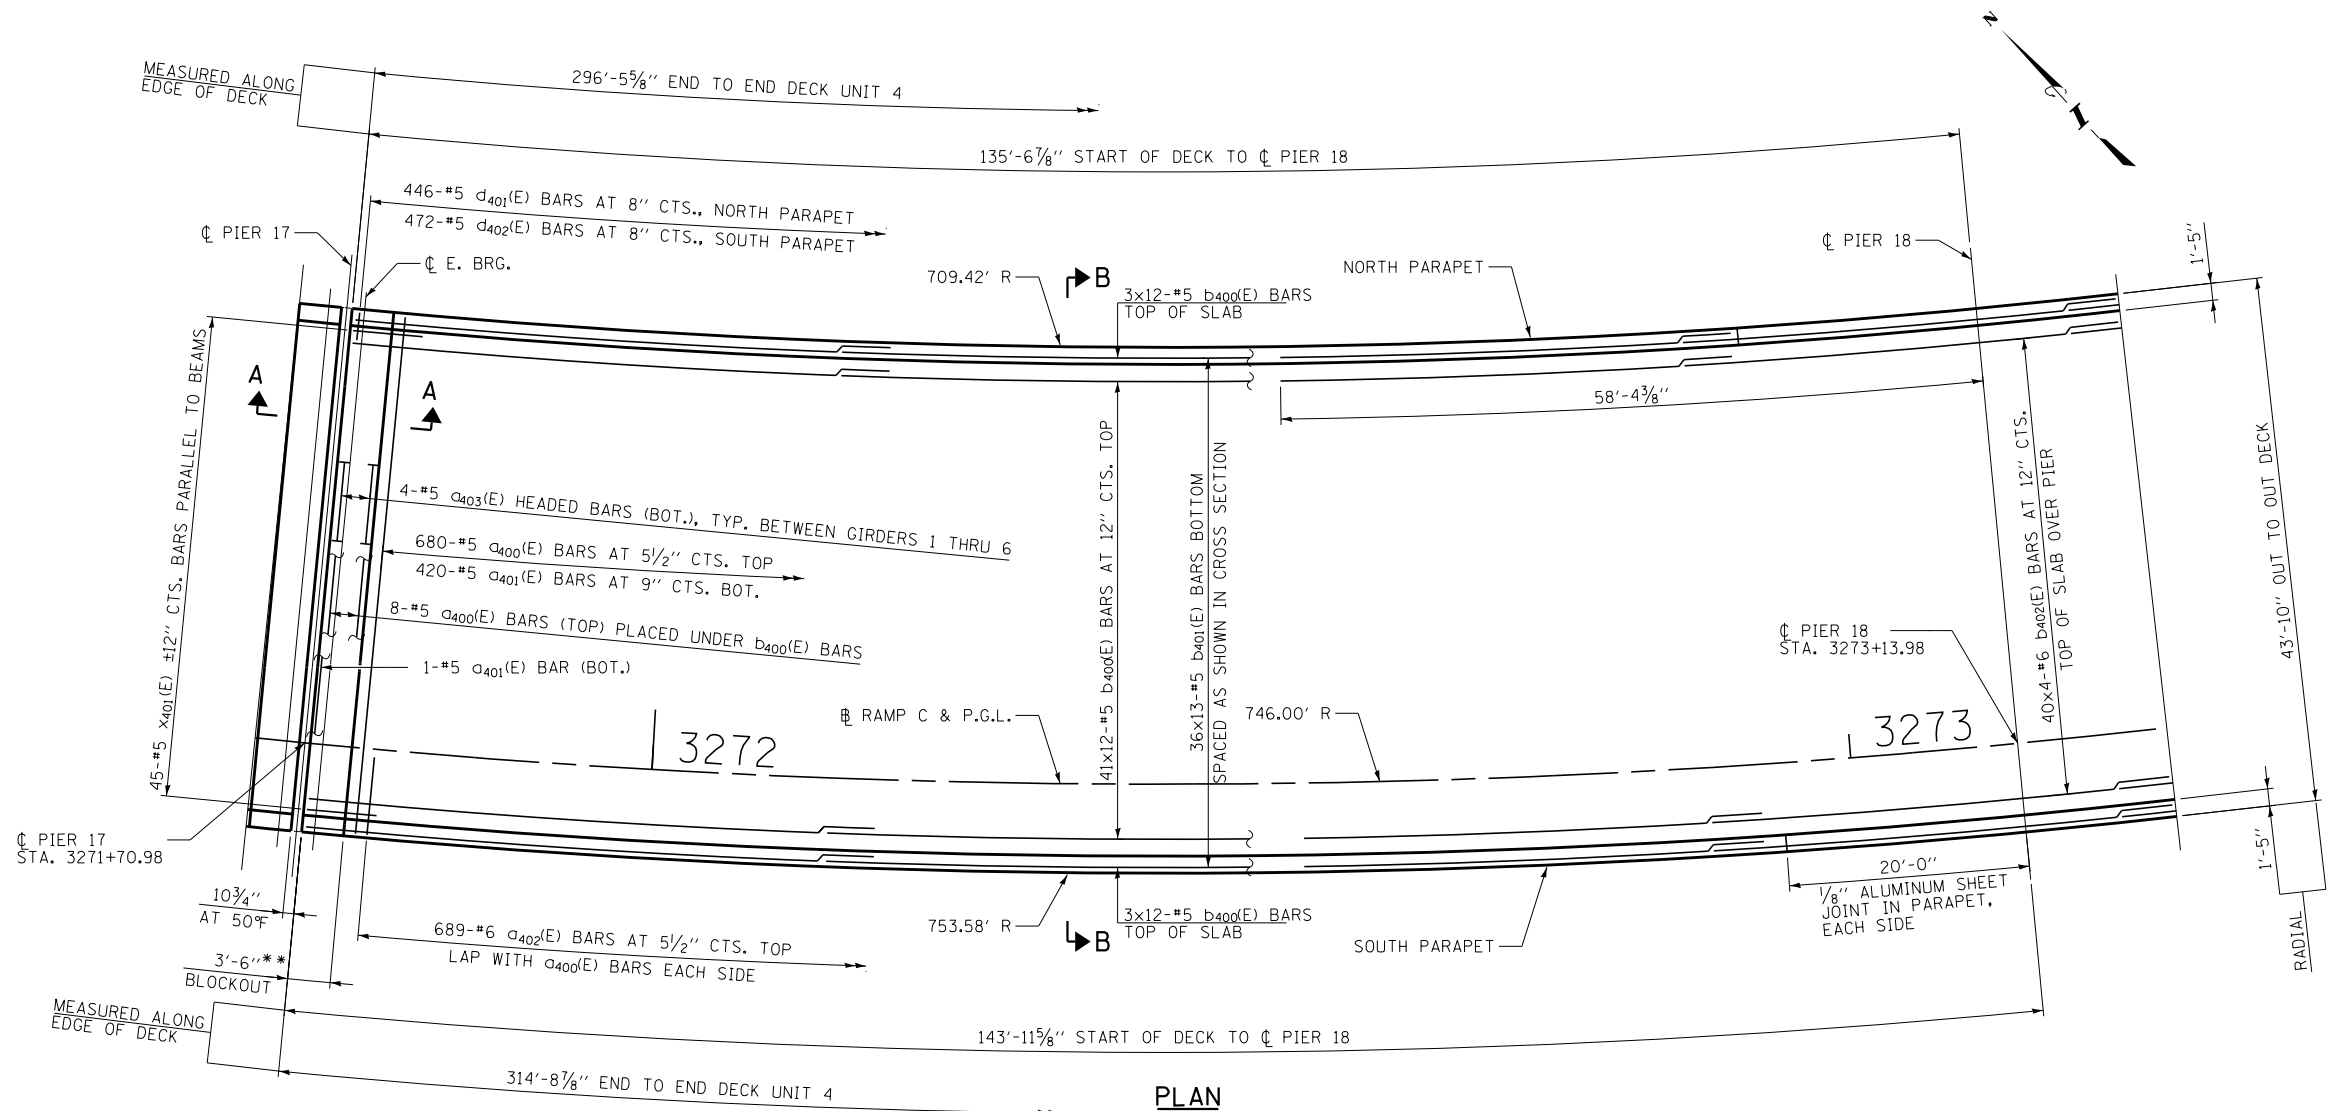 N
MEASURED ALONG
EDGE OF DECK
296'-5⅝" END TO END DECK UNIT 4
135'-6⅞" START OF DECK TO ℄ PIER 18
446-#5 d401(E) BARS AT 8" CTS., NORTH PARAPET
472-#5 d402(E) BARS AT 8" CTS., SOUTH PARAPET
℄ PIER 17
℄ E. BRG.
709.42' R
B
3x12-#5 b400(E) BARS
TOP OF SLAB
NORTH PARAPET
℄ PIER 18
1'-5"
A
A
45-#5 x401(E) ±12" CTS. BARS PARALLEL TO BEAMS
58'-4⅜"
4-#5 a403(E) HEADED BARS (BOT.), TYP. BETWEEN GIRDERS 1 THRU 6
680-#5 a400(E) BARS AT 5½" CTS. TOP
420-#5 a401(E) BARS AT 9" CTS. BOT.
8-#5 a400(E) BARS (TOP) PLACED UNDER b400(E) BARS
1-#5 a401(E) BAR (BOT.)
41x12-#5 b400(E) BARS AT 12" CTS. TOP
36x13-#5 b401(E) BARS BOTTOM
SPACED AS SHOWN IN CROSS SECTION
40x4-#6 b402(E) BARS AT 12" CTS.
TOP OF SLAB OVER PIER
43'-10" OUT TO OUT DECK
℄ PIER 18
STA. 3273+13.98
B RAMP C & P.G.L.
746.00' R
3272
3273
℄ PIER 17
STA. 3271+70.98
10¾"
AT 50°F
3'-6"**
BLOCKOUT
689-#6 a402(E) BARS AT 5½" CTS. TOP
LAP WITH a400(E) BARS EACH SIDE
753.58' R
B
3x12-#5 b400(E) BARS
TOP OF SLAB
SOUTH PARAPET
20'-0"
⅛" ALUMINUM SHEET
JOINT IN PARAPET,
EACH SIDE
1'-5"
RADIAL
MEASURED ALONG
EDGE OF DECK
143'-11⅝" START OF DECK TO ℄ PIER 18
314'-8⅞" END TO END DECK UNIT 4
PLAN